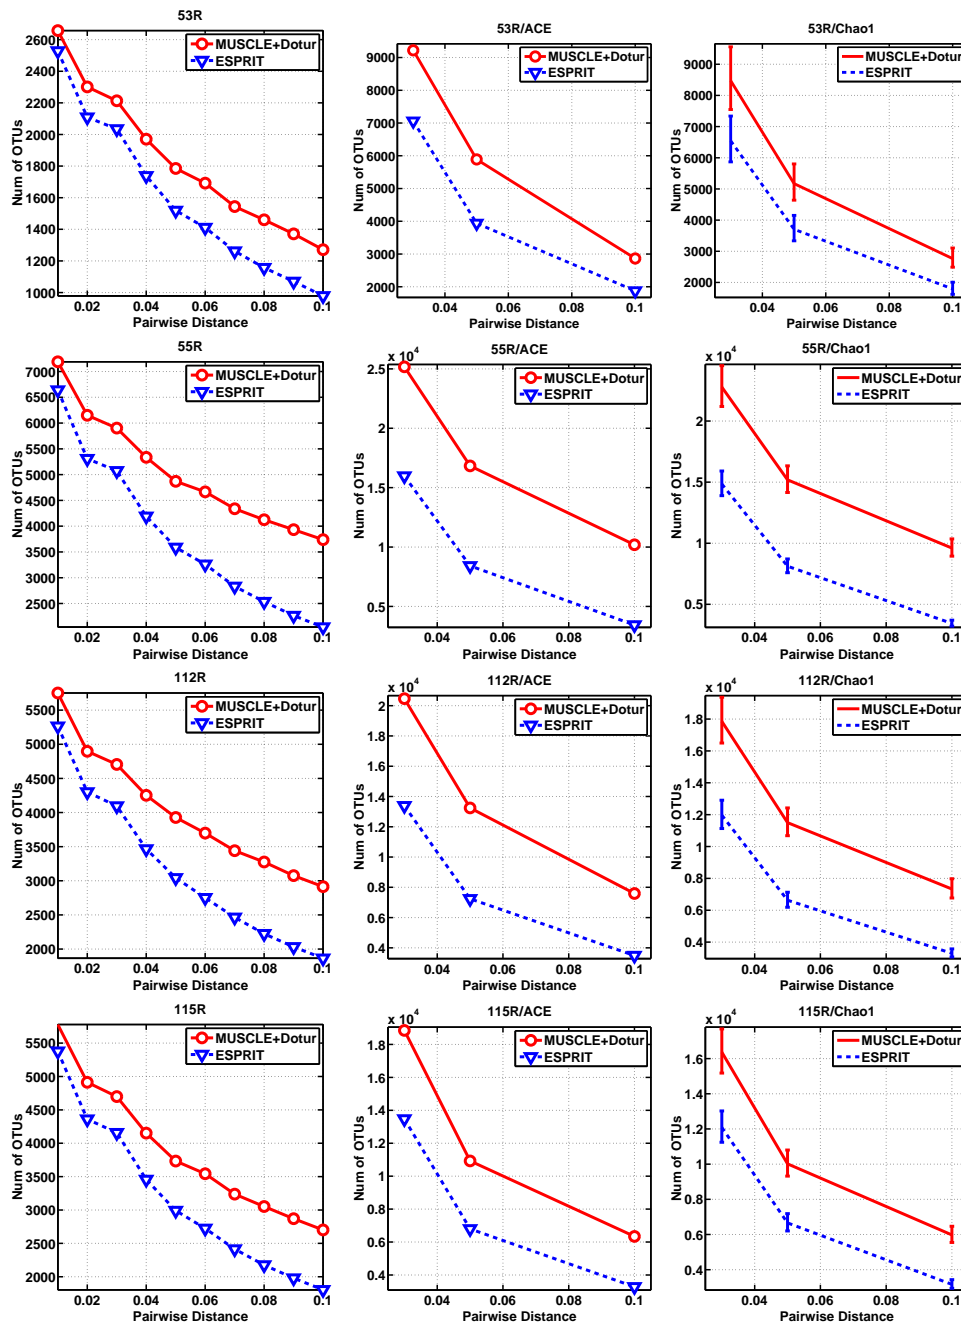 53R
Num of OTUs
2600
2400
2200
2000
1800
1600
1400
1200
1000
MUSCLE+Dotur
ESPRIT
0.02 0.04 0.06 0.08 0.1
Pairwise Distance
53R/ACE
Num of OTUs
9000
8000
7000
6000
5000
4000
3000
2000
MUSCLE+Dotur
ESPRIT
0.04 0.06 0.08 0.1
Pairwise Distance
53R/Chao1
Num of OTUs
9000
8000
7000
6000
5000
4000
3000
2000
MUSCLE+Dotur
ESPRIT
0.04 0.06 0.08 0.1
Pairwise Distance
55R
Num of OTUs
7000
6500
6000
5500
5000
4500
4000
3500
3000
2500
MUSCLE+Dotur
ESPRIT
0.02 0.04 0.06 0.08 0.1
Pairwise Distance
55R/ACE
x 10^4
Num of OTUs
2.5
2
1.5
1
0.5
MUSCLE+Dotur
ESPRIT
0.04 0.06 0.08 0.1
Pairwise Distance
55R/Chao1
x 10^4
Num of OTUs
2
1.5
1
0.5
MUSCLE+Dotur
ESPRIT
0.04 0.06 0.08 0.1
Pairwise Distance
112R
Num of OTUs
5500
5000
4500
4000
3500
3000
2500
2000
MUSCLE+Dotur
ESPRIT
0.02 0.04 0.06 0.08 0.1
Pairwise Distance
112R/ACE
x 10^4
Num of OTUs
2
1.8
1.6
1.4
1.2
1
0.8
0.6
0.4
MUSCLE+Dotur
ESPRIT
0.04 0.06 0.08 0.1
Pairwise Distance
112R/Chao1
x 10^4
Num of OTUs
1.8
1.6
1.4
1.2
1
0.8
0.6
0.4
MUSCLE+Dotur
ESPRIT
0.04 0.06 0.08 0.1
Pairwise Distance
115R
Num of OTUs
5500
5000
4500
4000
3500
3000
2500
2000
MUSCLE+Dotur
ESPRIT
0.02 0.04 0.06 0.08 0.1
Pairwise Distance
115R/ACE
x 10^4
Num of OTUs
1.8
1.6
1.4
1.2
1
0.8
0.6
0.4
MUSCLE+Dotur
ESPRIT
0.04 0.06 0.08 0.1
Pairwise Distance
115R/Chao1
x 10^4
Num of OTUs
1.6
1.4
1.2
1
0.8
0.6
0.4
MUSCLE+Dotur
ESPRIT
0.04 0.06 0.08 0.1
Pairwise Distance